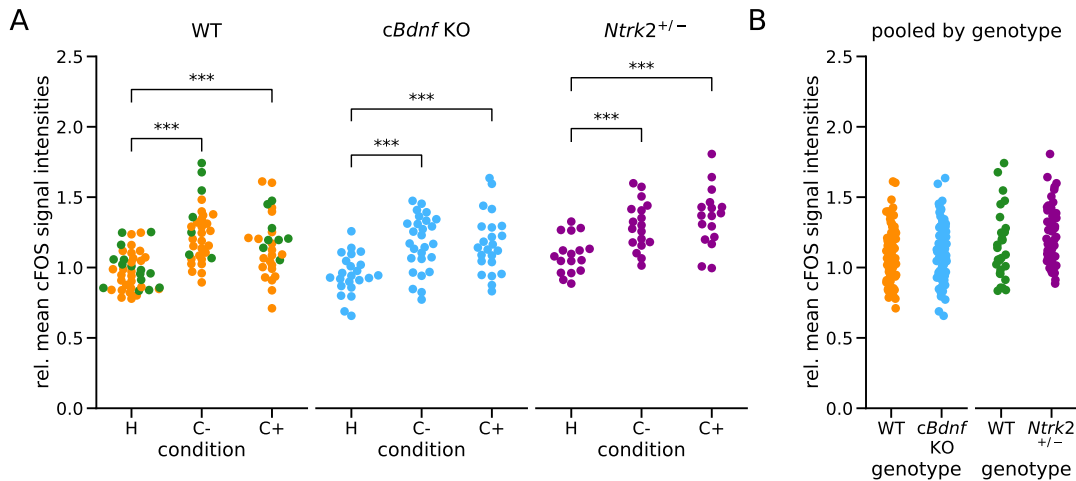 A
B
WT
cBdnf KO
Ntrk2+/−
pooled by genotype
rel. mean cFOS signal intensities
2.5
2.0
1.5
1.0
0.5
0.0
***
***
***
***
***
***
H C- C+
condition
H C- C+
condition
H C- C+
condition
rel. mean cFOS signal intensities
2.5
2.0
1.5
1.0
0.5
0.0
WT cBdnf KO
genotype
WT Ntrk2 +/−
genotype